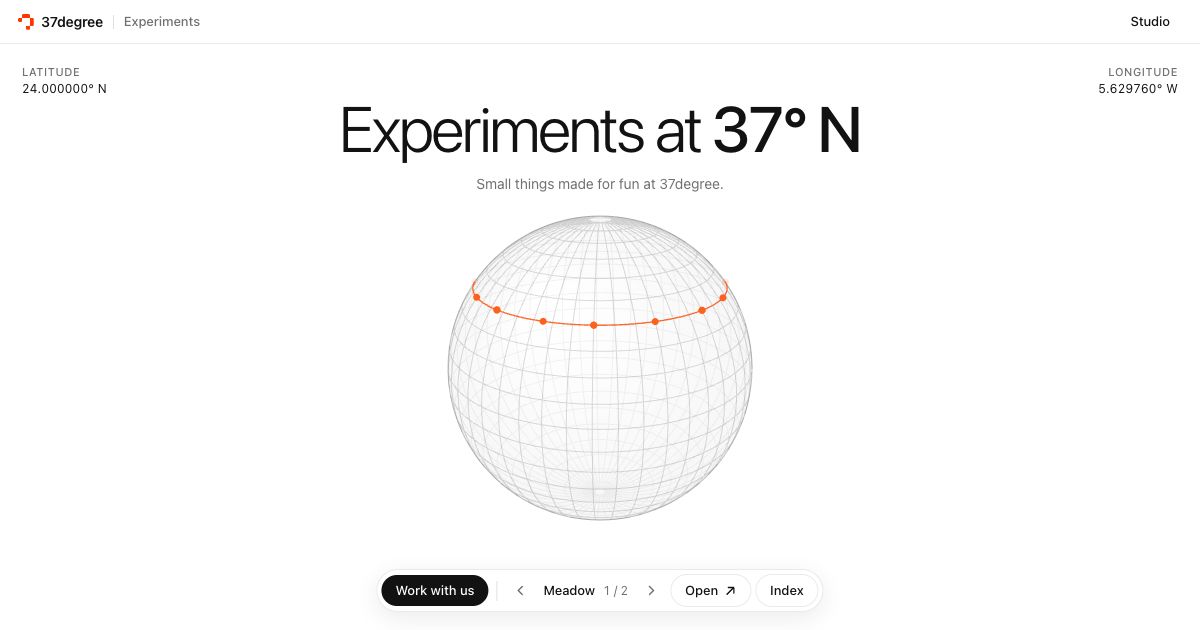 37degree Experiments Studio
LATITUDE
24.000000° N
LONGITUDE
5.629760° W
Experiments at 37° N
Small things made for fun at 37degree.
Work with us Meadow 1 / 2 Open Index